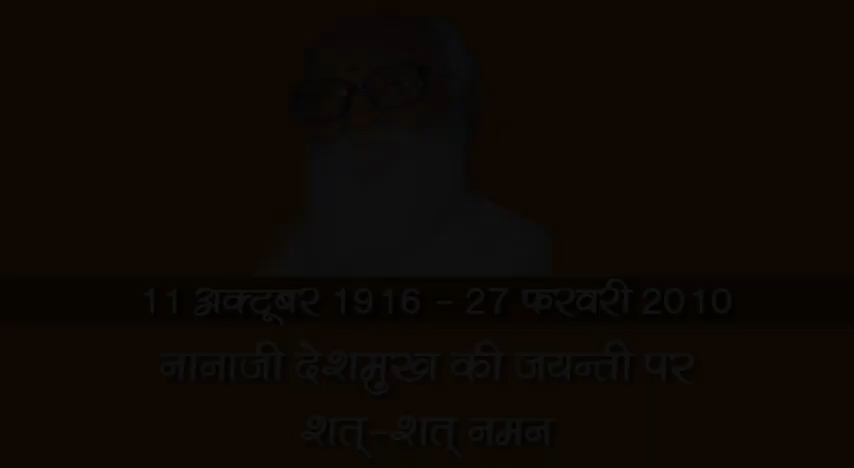 11 अक्टूबर 1916 - 27 फरवरी 2010
नानाजी देशमुख की जयन्ती पर
शत्-शत् नमन